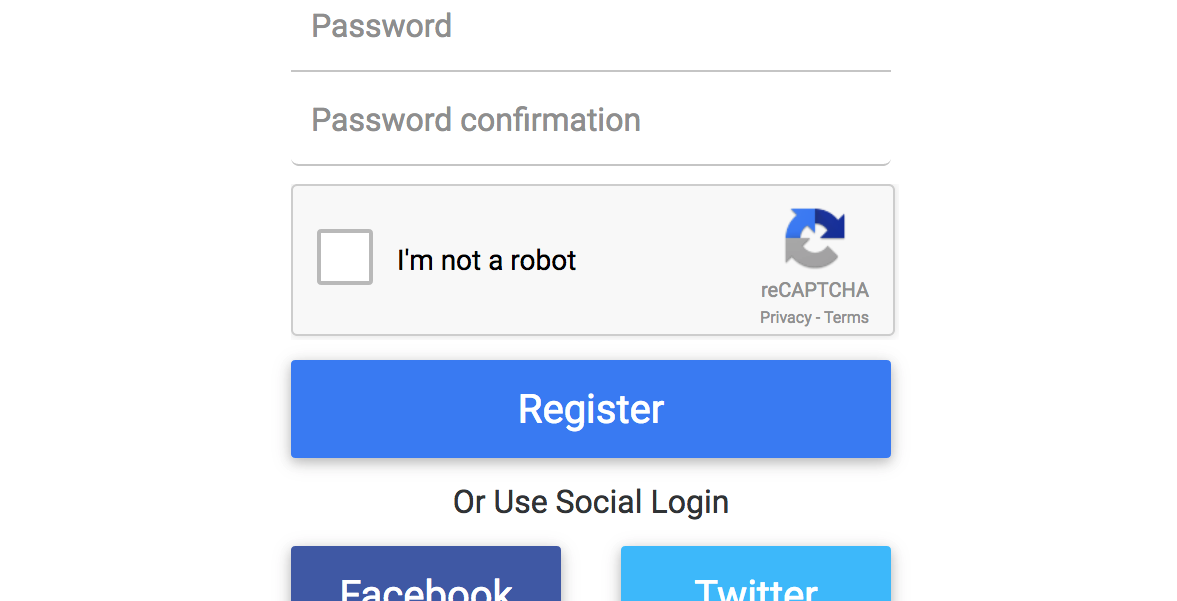 Password
Password confirmation
I'm not a robot
reCAPTCHA
Privacy - Terms
Register
Or Use Social Login
Facebook
Twitter